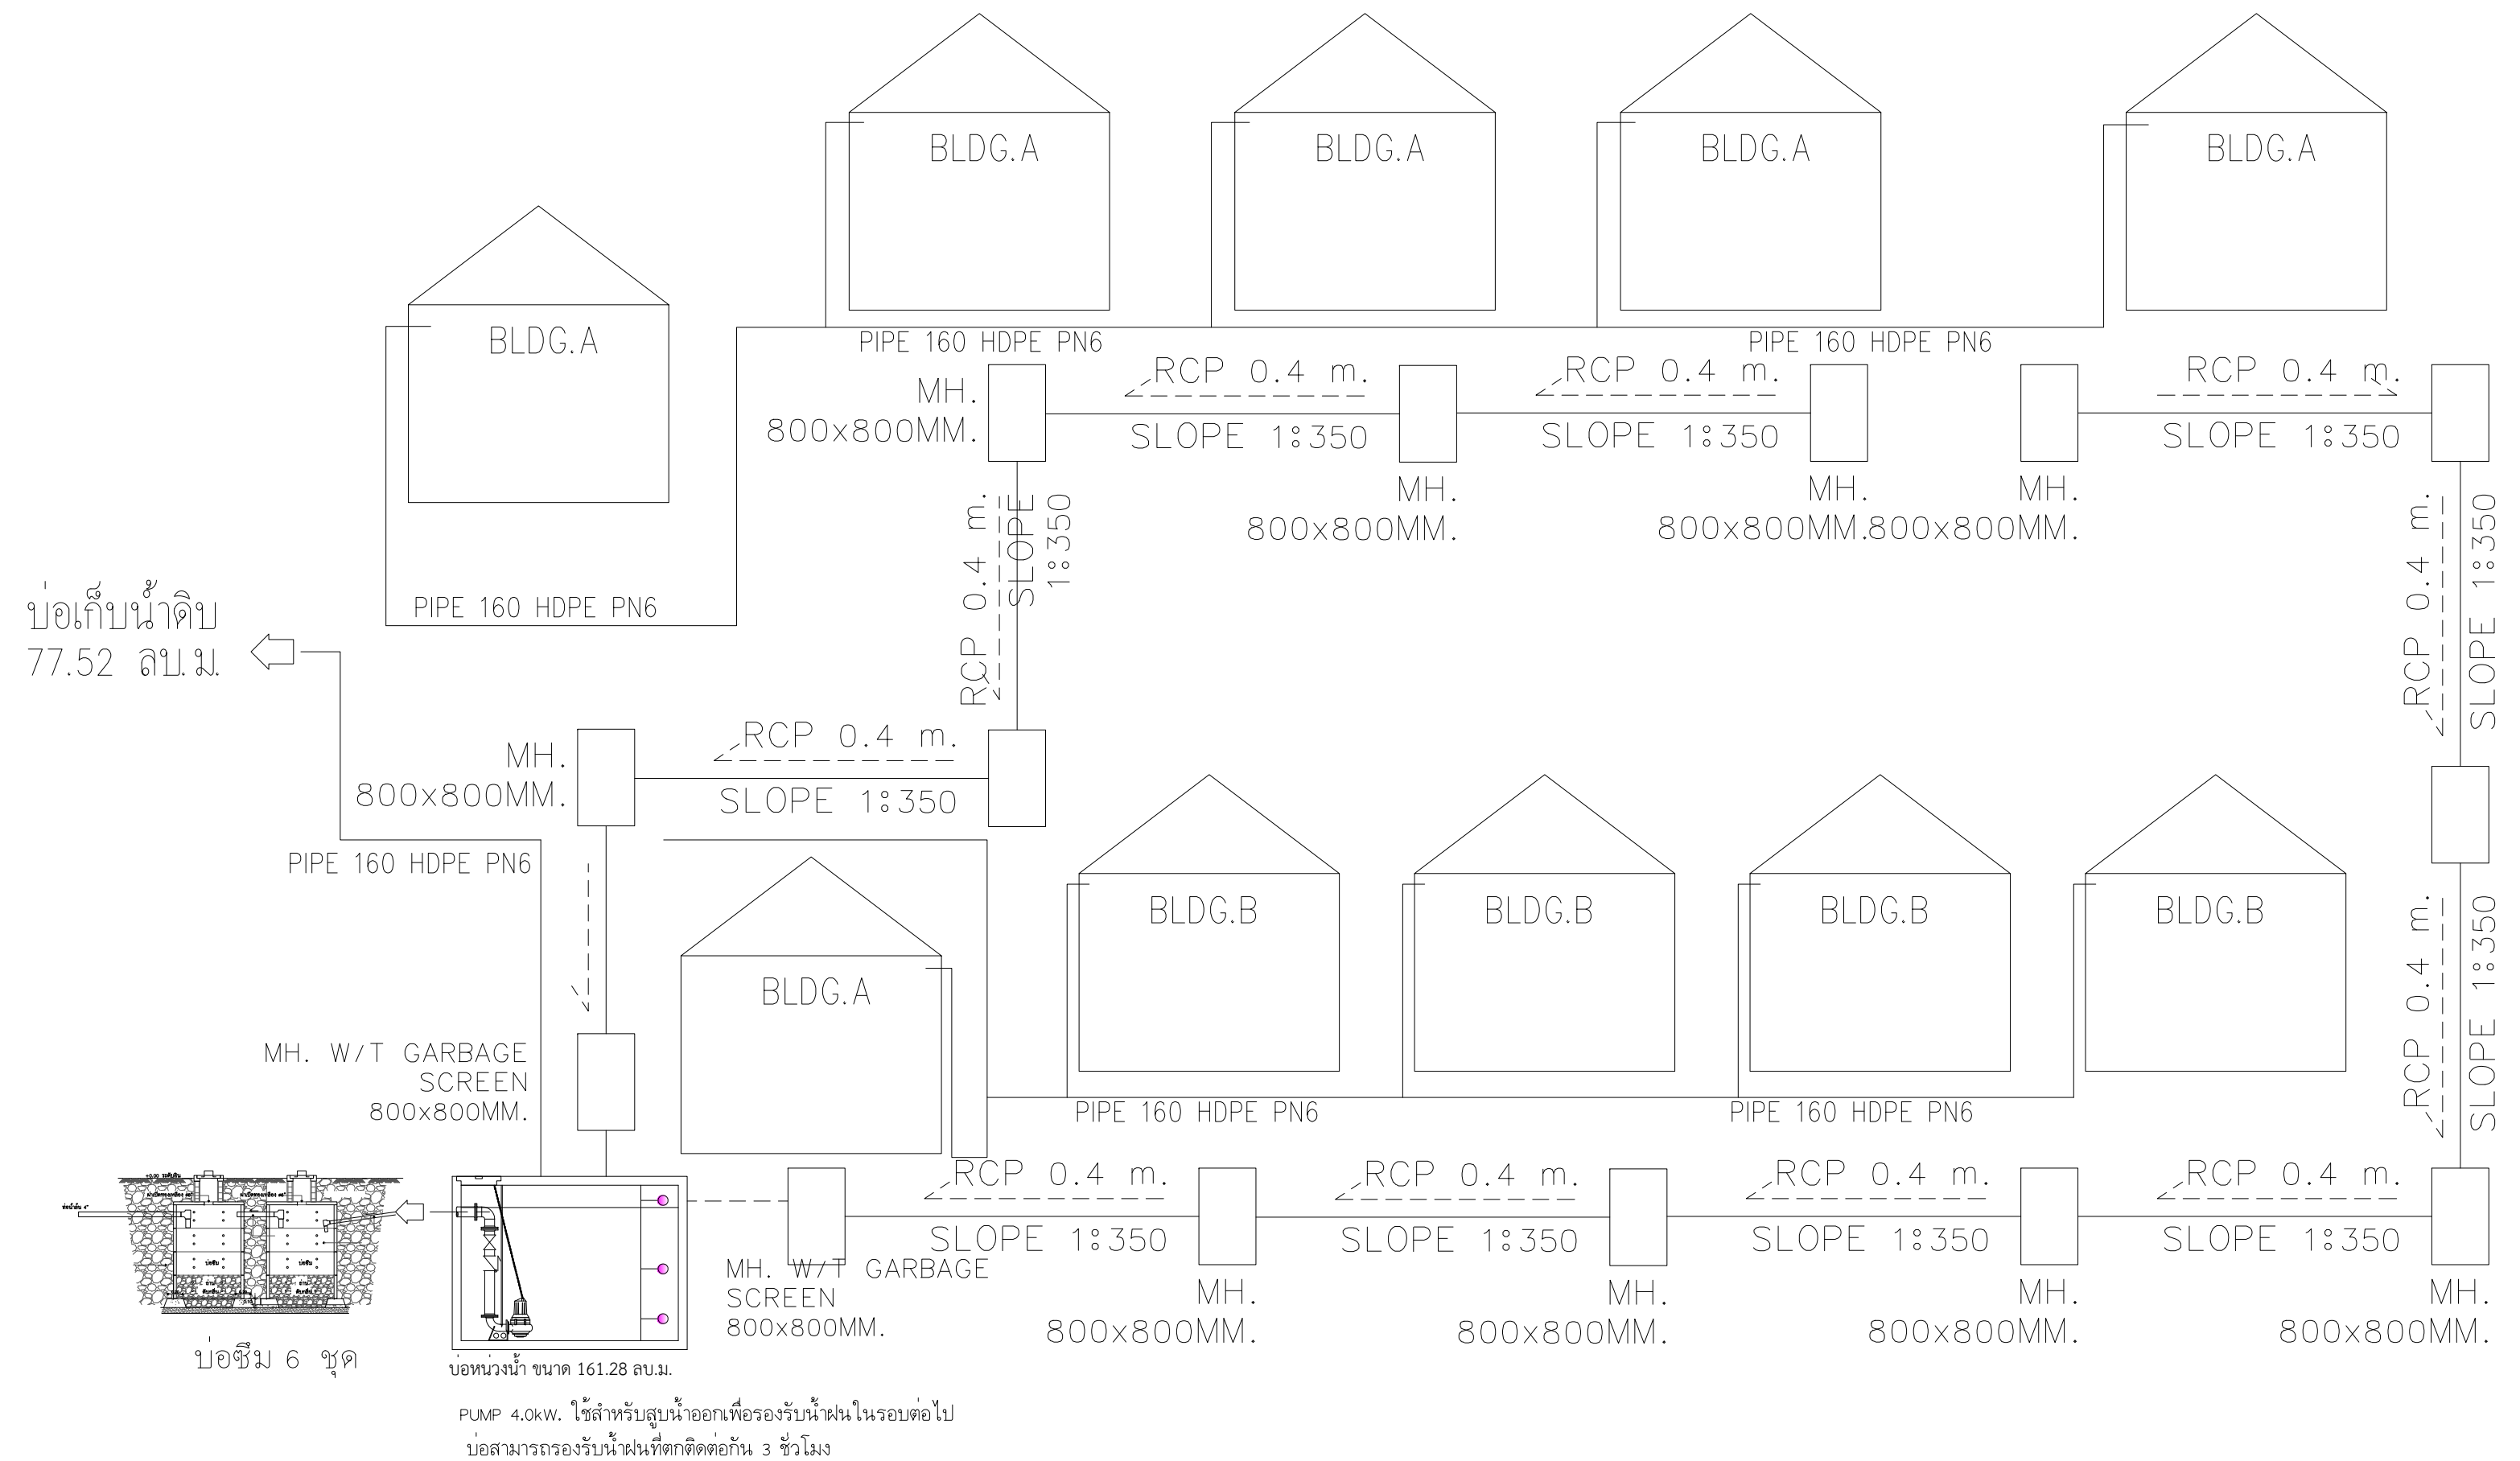 BLDG.A
BLDG.A
BLDG.A
BLDG.A
BLDG.A
PIPE 160 HDPE PN6
PIPE 160 HDPE PN6
RCP 0.4 m.
SLOPE 1:350
RCP 0.4 m.
SLOPE 1:350
RCP 0.4 m.
SLOPE 1:350
MH.
800x800MM.
MH.
800x800MM.
MH.
800x800MM.
MH.
800x800MM.
RCP 0.4 m.
SLOPE
1:350
RCP 0.4 m.
SLOPE 1:350
PIPE 160 HDPE PN6
บ่อเก็บน้ำดิบ
77.52 ลบ.ม.
MH.
800x800MM.
RCP 0.4 m.
SLOPE 1:350
PIPE 160 HDPE PN6
BLDG.A
BLDG.B
BLDG.B
BLDG.B
BLDG.B
RCP 0.4 m.
SLOPE 1:350
MH. W/T GARBAGE
SCREEN
800x800MM.
PIPE 160 HDPE PN6
PIPE 160 HDPE PN6
RCP 0.4 m.
SLOPE 1:350
RCP 0.4 m.
SLOPE 1:350
RCP 0.4 m.
SLOPE 1:350
RCP 0.4 m.
SLOPE 1:350
MH. W/T GARBAGE
SCREEN
800x800MM.
MH.
800x800MM.
MH.
800x800MM.
MH.
800x800MM.
MH.
800x800MM.
บ่อซึม
บ่อซึม
บ่อซึม 6 ชุด
บ่อหน่วงน้ำ ขนาด 161.28 ลบ.ม.
PUMP 4.0kW. ใช้สำหรับสูบน้ำออกเพื่อรองรับน้ำฝนในรอบต่อไป
บ่อสามารถรองรับน้ำฝนที่ตกติดต่อกัน 3 ชั่วโมง